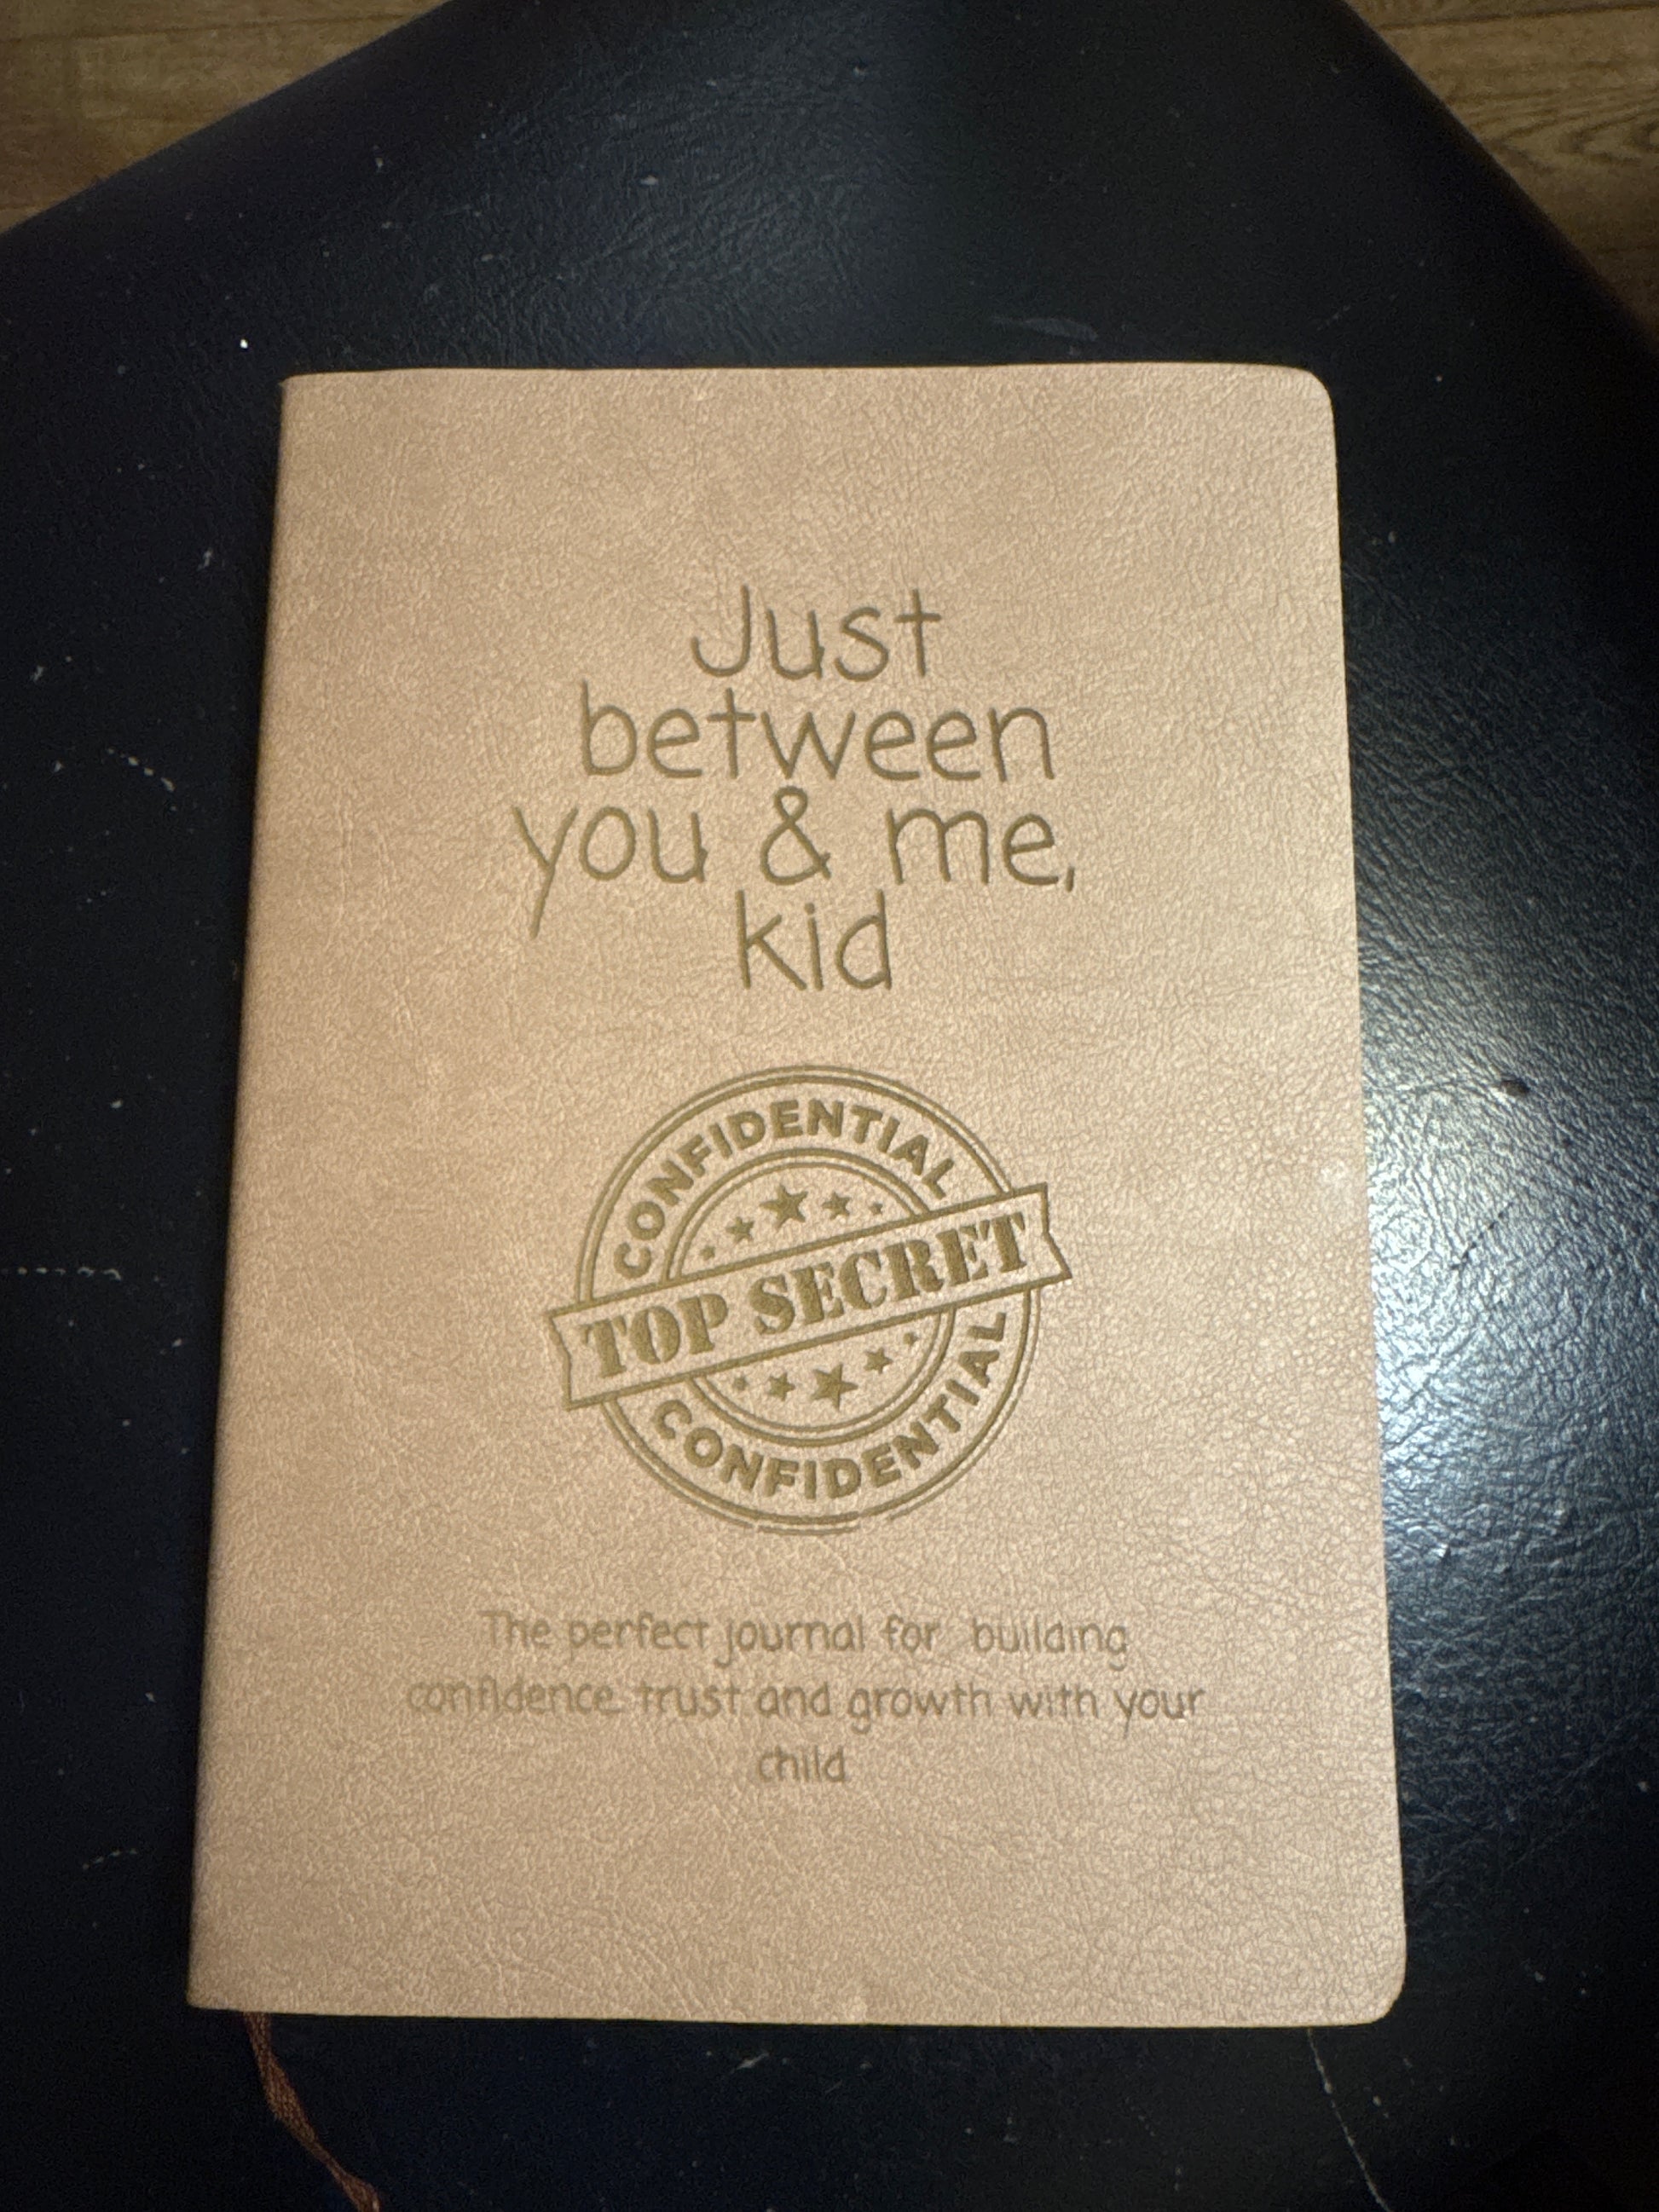 Just
between
you & me,
kid
CONFIDENTIAL
TOP SECRET
CONFIDENTIAL
The perfect journal for building
confidence trust and growth with your
child